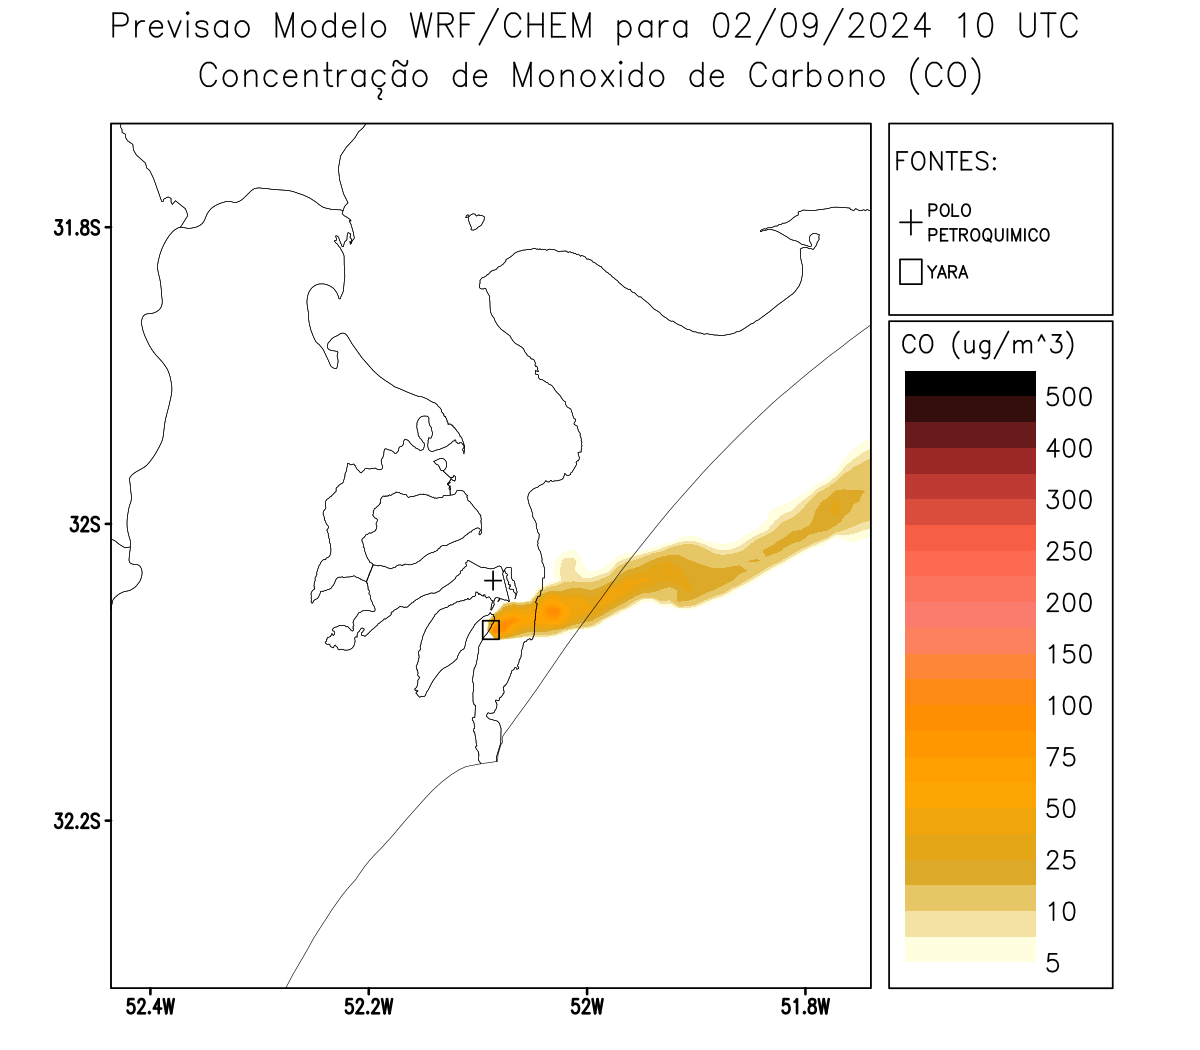 Previsao Modelo WRF/CHEM para 02/09/2024 10 UTC
Concentração de Monoxido de Carbono (CO)
FONTES:
POLO
PETROQUIMICO
YARA
CO (ug/m^3)
500
400
300
250
200
150
100
75
50
25
10
5
31.8S
32S
32.2S
52.4W
52.2W
52W
51.8W